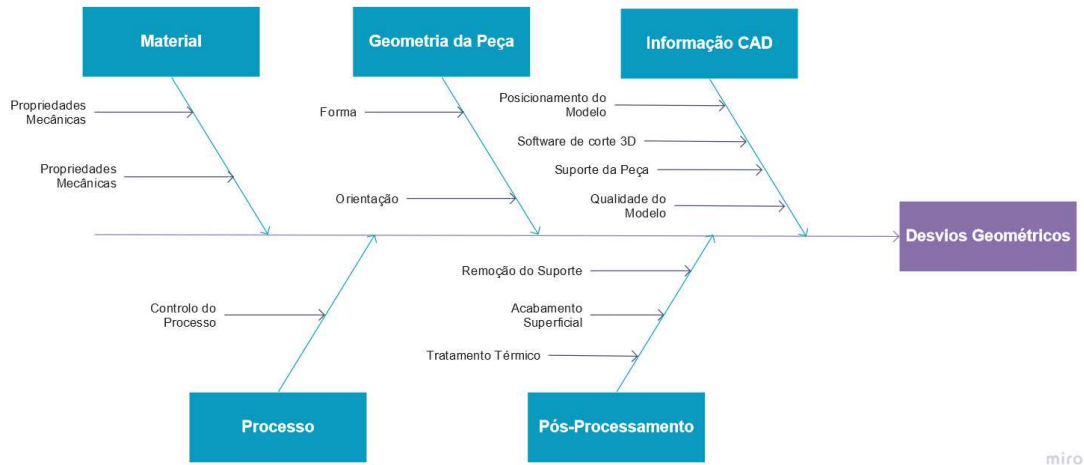 Material
Geometria da Peça
Informação CAD
Propriedades
Mecânicas
Propriedades
Mecânicas
Forma
Orientação
Posicionamento do
Modelo
Software de corte 3D
Suporte da Peça
Qualidade do
Modelo
Desvios Geométricos
Controlo do
Processo
Remoção do Suporte
Acabamento
Superficial
Tratamento Térmico
Processo
Pós-Processamento
miro